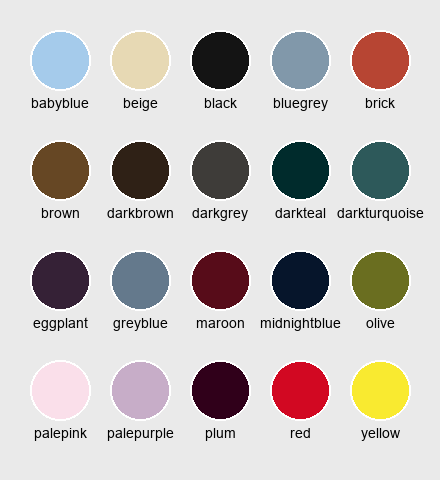 babyblue beige black bluegrey brick
brown darkbrown darkgrey darkteal darkturquoise
eggplant greyblue maroon midnightblue olive
palepink palepurple plum red yellow